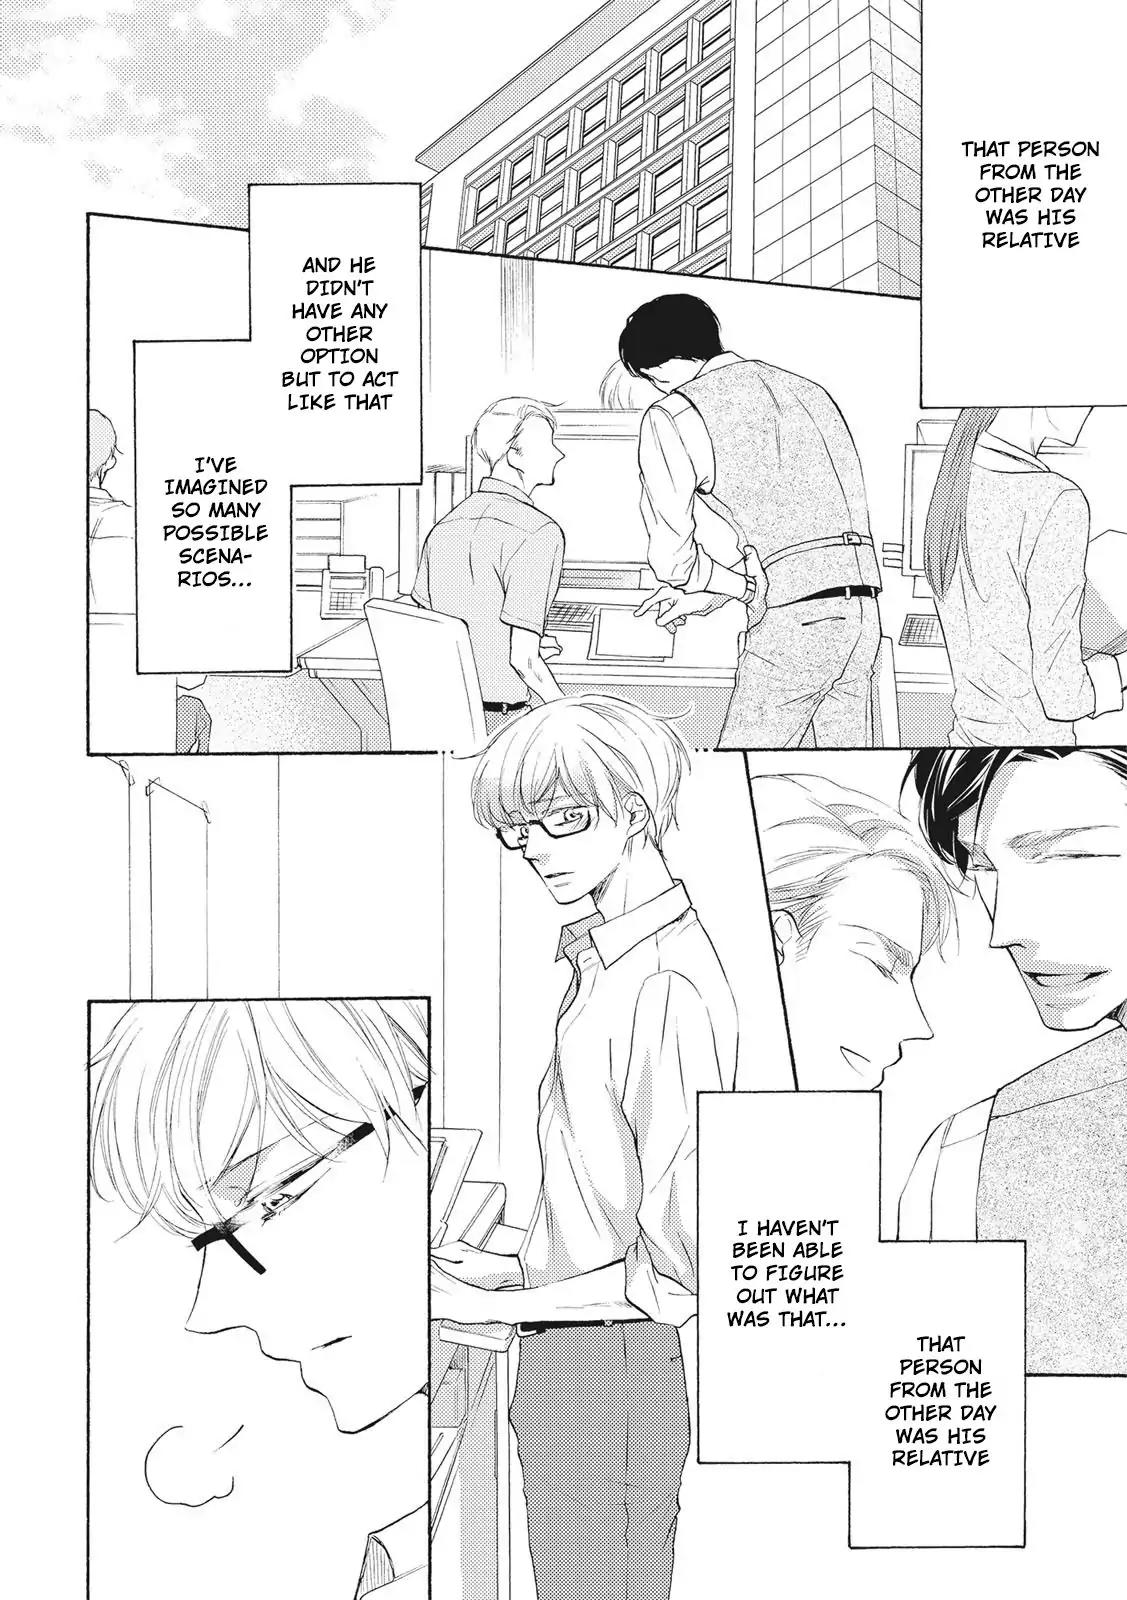 THAT PERSON
FROM THE
OTHER DAY
WAS HIS
RELATIVE
AND HE
DIDN'T
HAVE ANY
OTHER
OPTION
BUT TO ACT
LIKE THAT
I'VE
IMAGINED
SO MANY
POSSIBLE
SCENA-
RIOS...
THAT
PERSON
FROM THE
OTHER DAY
WAS HIS
RELATIVE
I HAVEN'T
BEEN ABLE
TO FIGURE
OUT WHAT
WAS THAT...